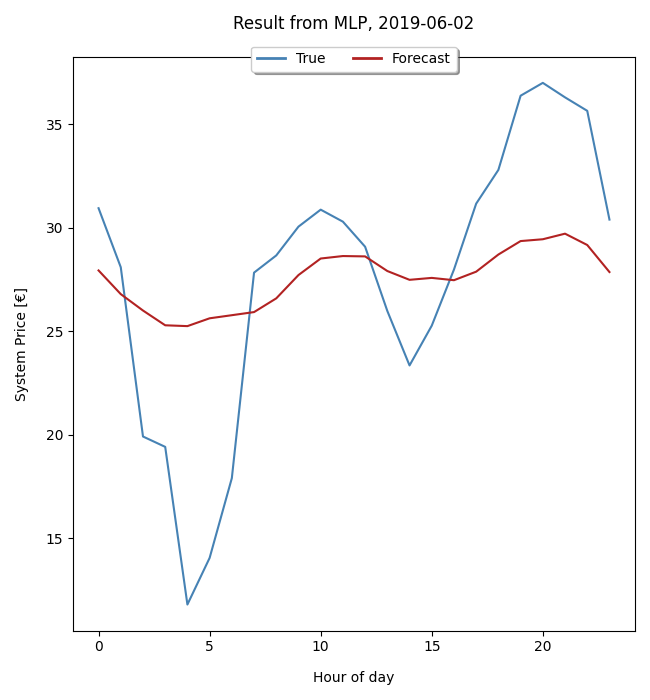 Result from MLP, 2019-06-02
True Forecast
35
30
25
20
15
System Price [€]
0 5 10 15 20
Hour of day